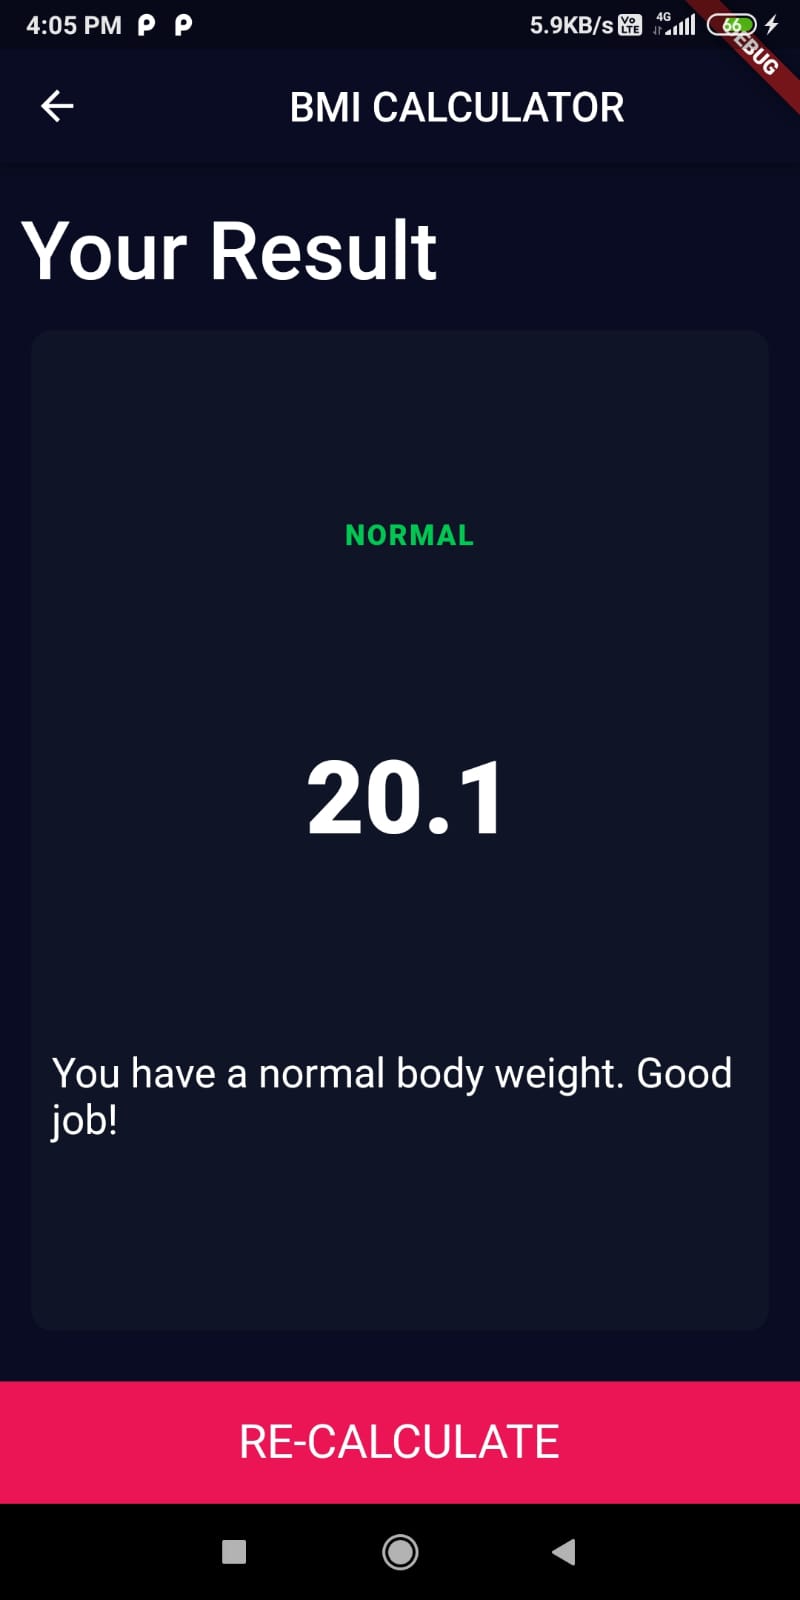 4:05 PM P P 5.9KB/s Vo LTE 4G 66
DEBUG
BMI CALCULATOR
Your Result
NORMAL
20.1
You have a normal body weight. Good
job!
RE-CALCULATE